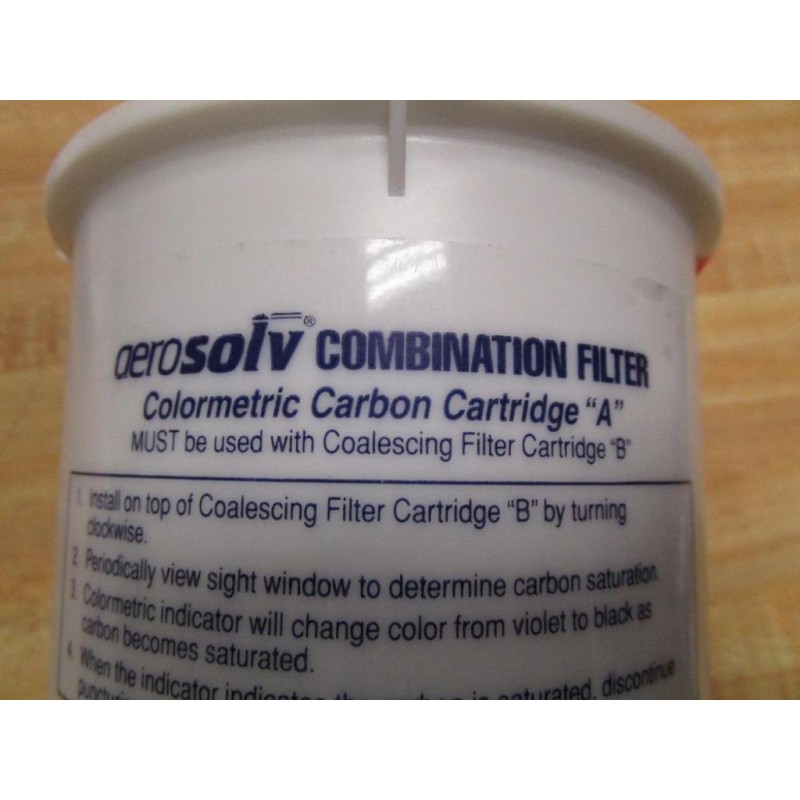 aerosolv® COMBINATION FILTER
Colormetric Carbon Cartridge "A"
MUST be used with Coalescing Filter Cartridge "B"
1. Install on top of Coalescing Filter Cartridge "B" by turning
clockwise.
2. Periodically view sight window to determine carbon saturation.
3. Colormetric indicator will change color from violet to black as
carbon becomes saturated.
4. When the indicator indicates the carbon is saturated, discontinue